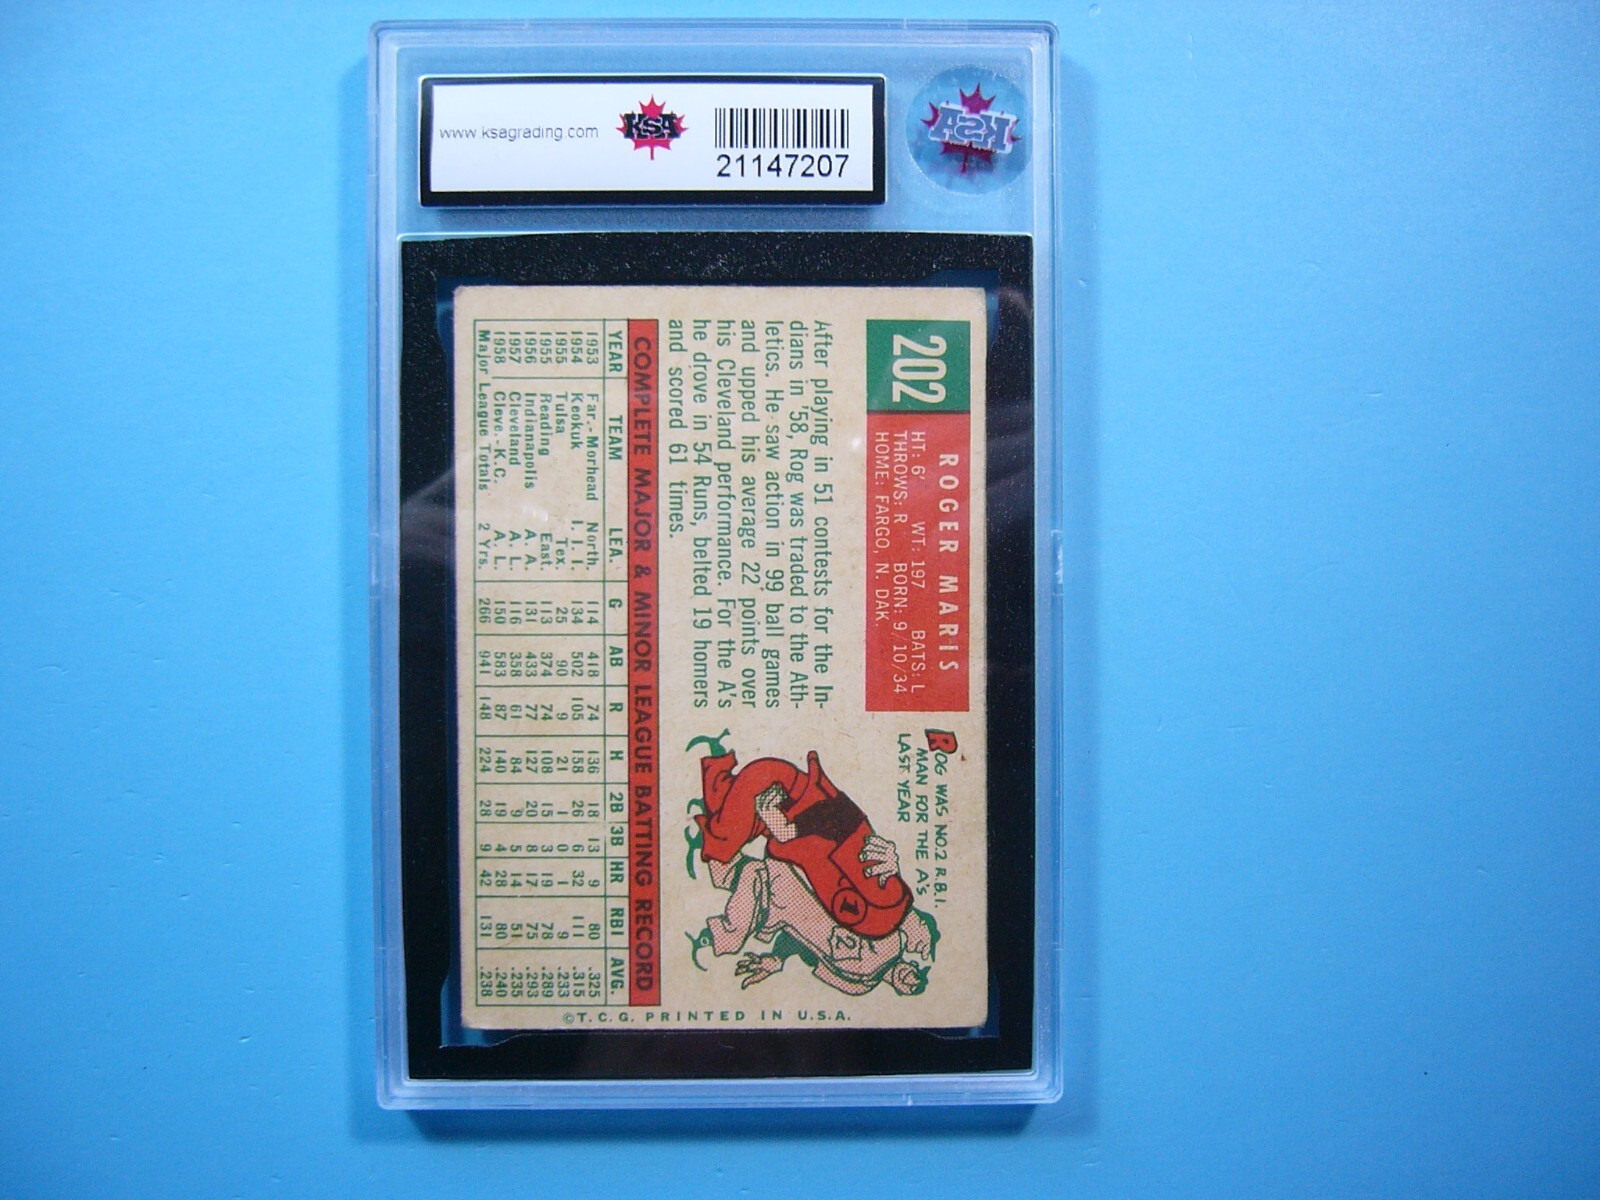 www.ksagrading.com
KSA
21147207
KSA
202
ROGER MARIS
HT: 6' WT: 197 BATS: L
THROWS: R BORN: 9/10/34
HOME: FARGO, N. DAK.
ROG WAS NO.2 R.B.I.
MAN FOR THE A's
LAST YEAR
1
2
After playing in 51 contests for the In-
dians in '58, Rog was traded to the Ath-
letics. He saw action in 99 ball games
and upped his average 22 points over
his Cleveland performance. For the A's
he drove in 54 Runs, belted 19 homers
and scored 61 times.
COMPLETE MAJOR & MINOR LEAGUE BATTING RECORD
YEAR TEAM LEA. G AB R H 2B 3B HR RBI AVG.
1953 Far.-Morhead North. 114 418 74 136 18 13 9 80 .325
1954 Keokuk I. I. I. 134 502 105 158 26 6 32 111 .315
1955 Tulsa Tex. 25 90 9 21 1 0 1 9 .233
1955 Reading East. 113 374 74 108 15 3 19 78 .289
1956 Indianapolis A. A. 131 433 77 127 20 8 17 75 .293
1957 Cleveland A. L. 116 358 61 84 9 5 14 51 .235
1958 Cleve.-K.C. A. L. 150 583 87 140 19 4 28 80 .240
Major League Totals 2 Yrs. 266 941 148 224 28 9 42 131 .238
©T.C.G. PRINTED IN U.S.A.